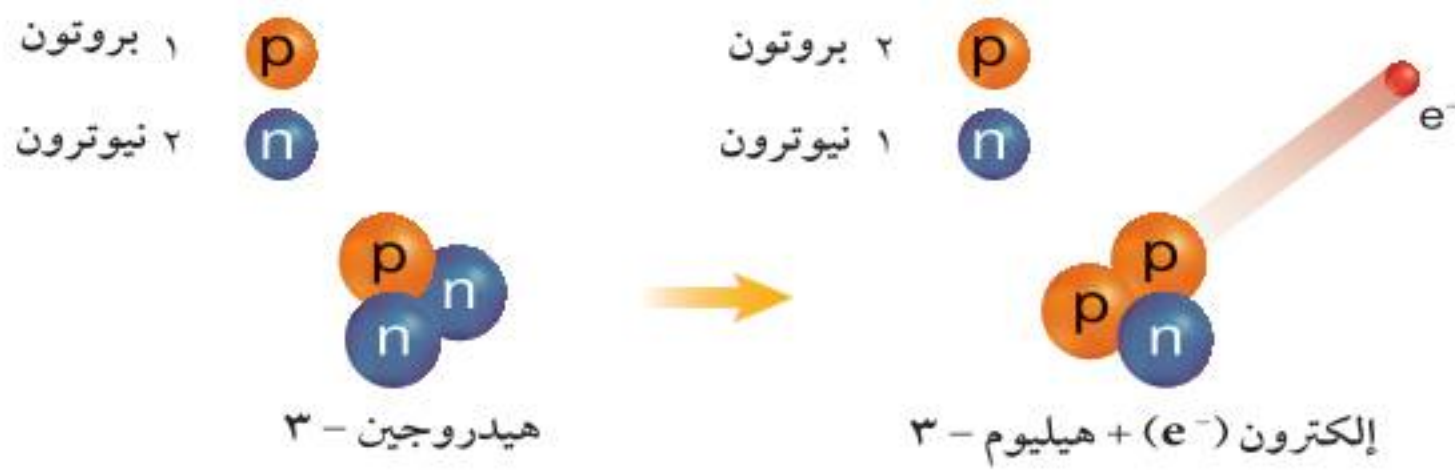 ١ بروتون p
٢ نيوترون n
٢ بروتون p
١ نيوترون n
e⁻
p
n
n
p
p
n
هيدروجين – ٣
إلكترون (e⁻) + هيليوم – ٣